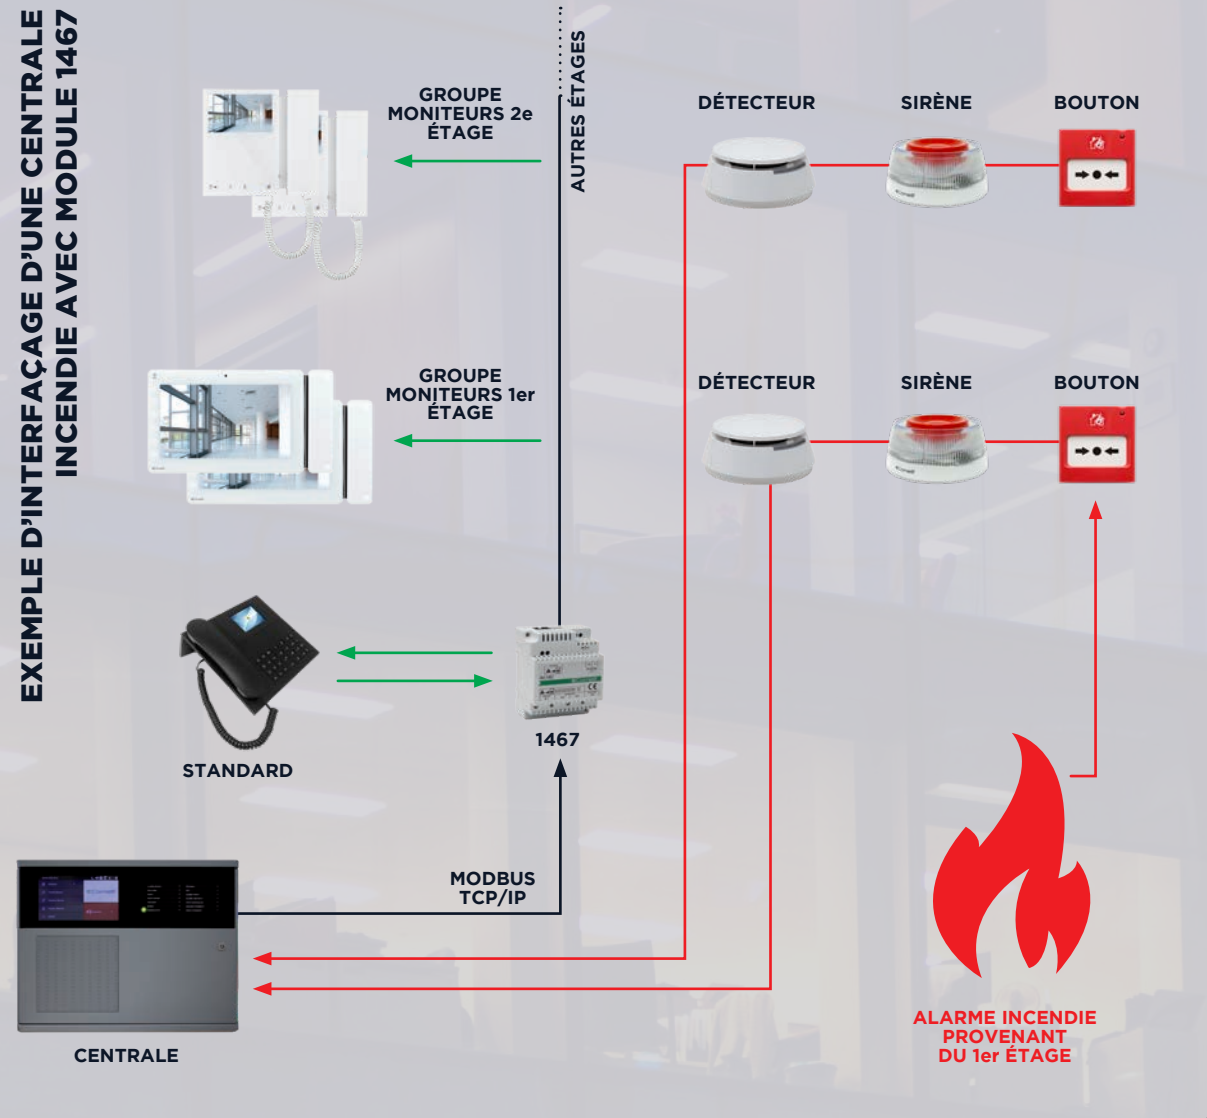 EXEMPLE D'INTERFAÇAGE D'UNE CENTRALE
INCENDIE AVEC MODULE 1467
GROUPE
MONITEURS 2e
ÉTAGE
AUTRES ÉTAGES
DÉTECTEUR
SIRÈNE
BOUTON
GROUPE
MONITEURS 1er
ÉTAGE
DÉTECTEUR
SIRÈNE
BOUTON
STANDARD
1467
MODBUS
TCP/IP
CENTRALE
ALARME INCENDIE
PROVENANT
DU 1er ÉTAGE